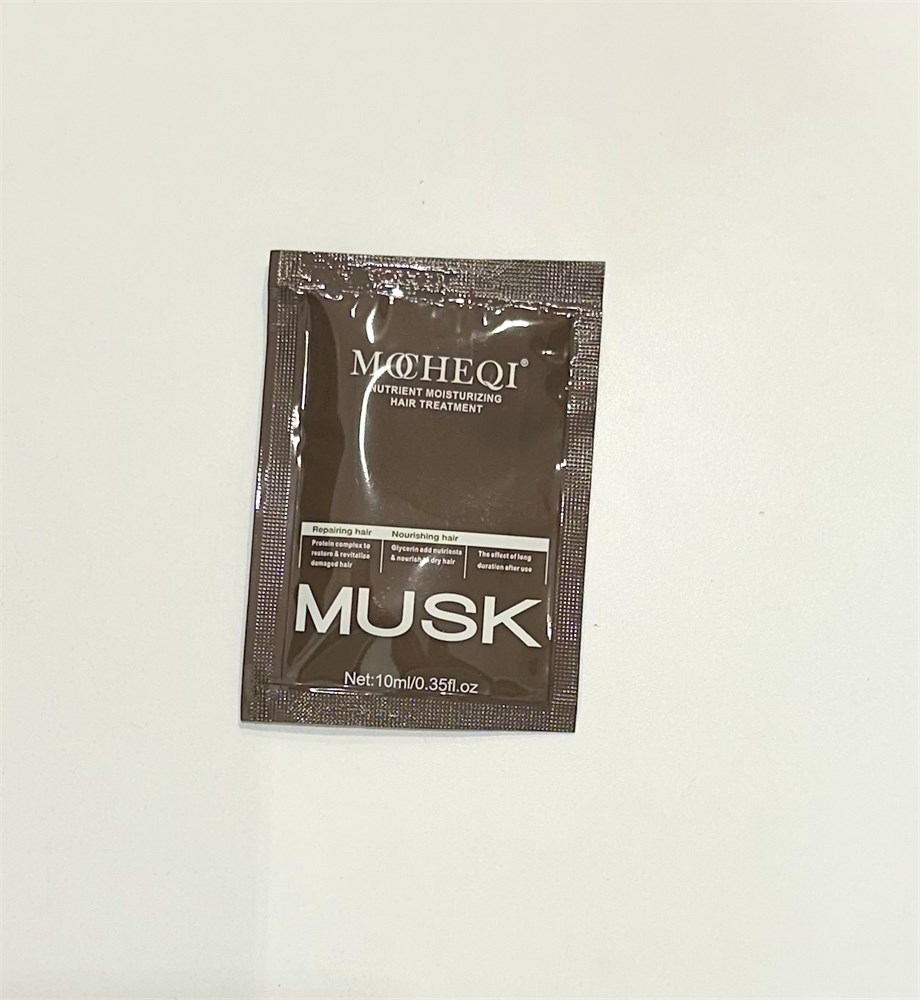 MOCHEQI®
NUTRIENT MOISTURIZING
HAIR TREATMENT
Repairing hair
Nourishing hair
Protein complex to
restore & revitalize
damaged hair
Glycerin add nutrients
& nourish dry hair
The effect of long
duration after use
MUSK
Net:10ml/0.35fl.oz